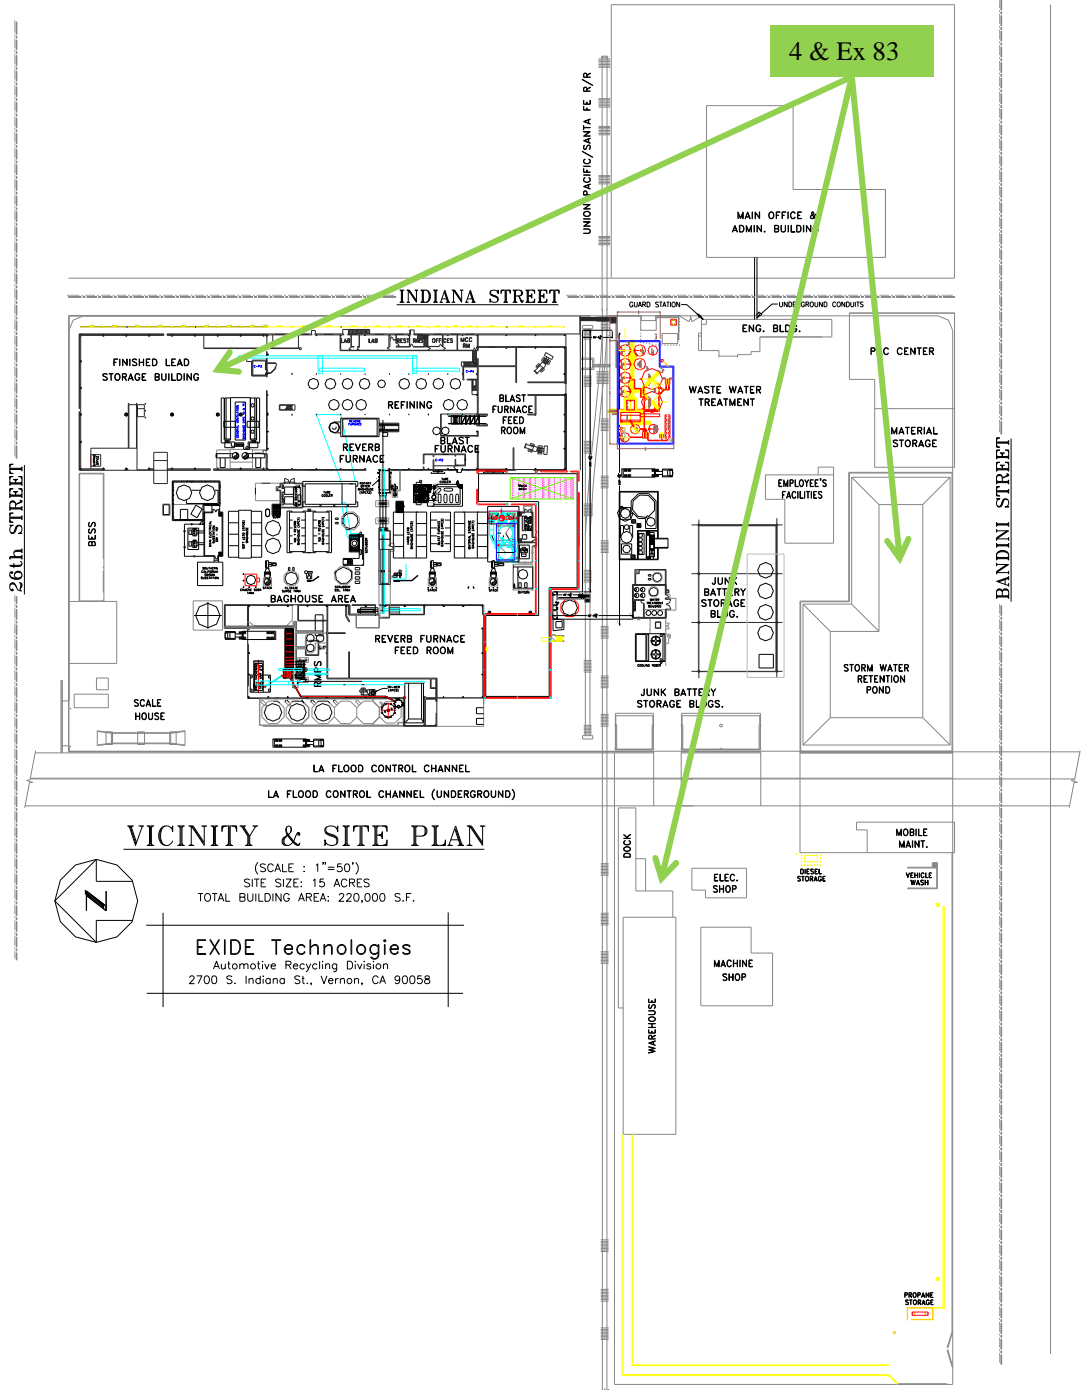 4 & Ex 83
UNION PACIFIC/SANTA FE R/R
MAIN OFFICE &
ADMIN. BUILDING
INDIANA STREET
GUARD STATION
UNDERGROUND CONDUITS
ENG. BLDG.
FINISHED LEAD
STORAGE BUILDING
LAB
LAB
REST
RMS
OFFICES
MCC
RM
REFINING
REVERB
FURNACE
BLAST
FURNACE
BLAST
FURNACE
FEED
ROOM
WASTE WATER
TREATMENT
MATERIAL
STORAGE
EMPLOYEE'S
FACILITIES
26th STREET
BESS
BANDINI STREET
BAGHOUSE AREA
JUNK
BATTERY
STORAGE
BLDG.
REVERB FURNACE
FEED ROOM
RMPS
STORM WATER
RETENTION
POND
SCALE
HOUSE
JUNK BATTERY
STORAGE BLDGS.
LA FLOOD CONTROL CHANNEL
LA FLOOD CONTROL CHANNEL (UNDERGROUND)
VICINITY & SITE PLAN
(SCALE : 1"=50')
SITE SIZE: 15 ACRES
TOTAL BUILDING AREA: 220,000 S.F.
N
EXIDE Technologies
Automotive Recycling Division
2700 S. Indiana St., Vernon, CA 90058
DOCK
ELEC.
SHOP
DIESEL
STORAGE
MOBILE
MAINT.
VEHICLE
WASH
MACHINE
SHOP
WAREHOUSE
PROPANE
STORAGE